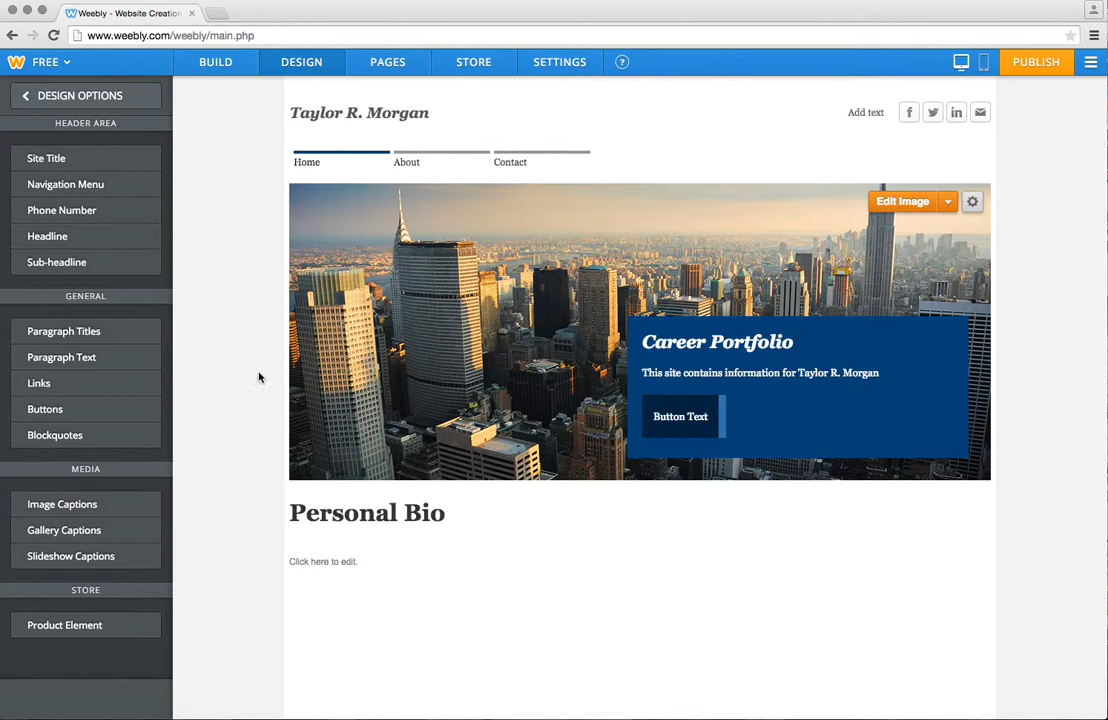 Weebly - Website Creation
www.weebly.com/weebly/main.php
FREE BUILD DESIGN PAGES STORE SETTINGS ? PUBLISH
DESIGN OPTIONS
HEADER AREA
Site Title
Navigation Menu
Phone Number
Headline
Sub-headline
GENERAL
Paragraph Titles
Paragraph Text
Links
Buttons
Blockquotes
MEDIA
Image Captions
Gallery Captions
Slideshow Captions
STORE
Product Element
Taylor R. Morgan
Add text
Home About Contact
Edit Image
Career Portfolio
This site contains information for Taylor R. Morgan
Button Text
Personal Bio
Click here to edit.